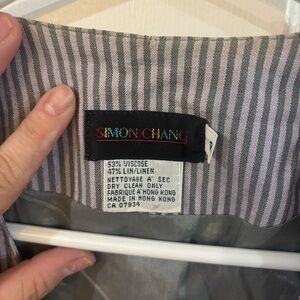 SIMON CHANG
53% VISCOSE
47% LIN/LINEN
NETTOYAGE A' SEC
DRY CLEAN ONLY
FABRIQUE A'HONG KONG
MADE IN HONG KONG
CA 07934